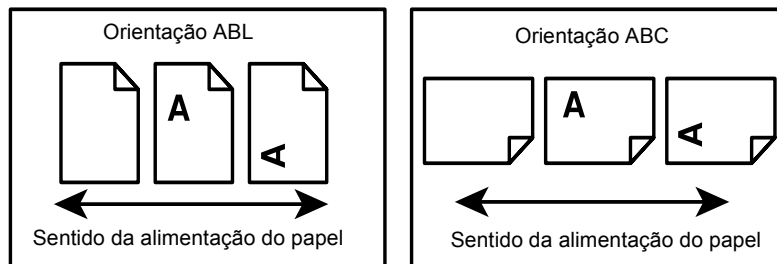 Orientação ABL
A
A
Sentido da alimentação do papel
Orientação ABC
A
A
Sentido da alimentação do papel